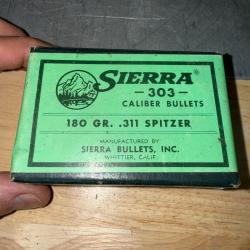 SIERRA®
303
CALIBER BULLETS
180 GR. .311 SPITZER
MANUFACTURED BY
SIERRA BULLETS, INC.
WHITTIER, CALIF.